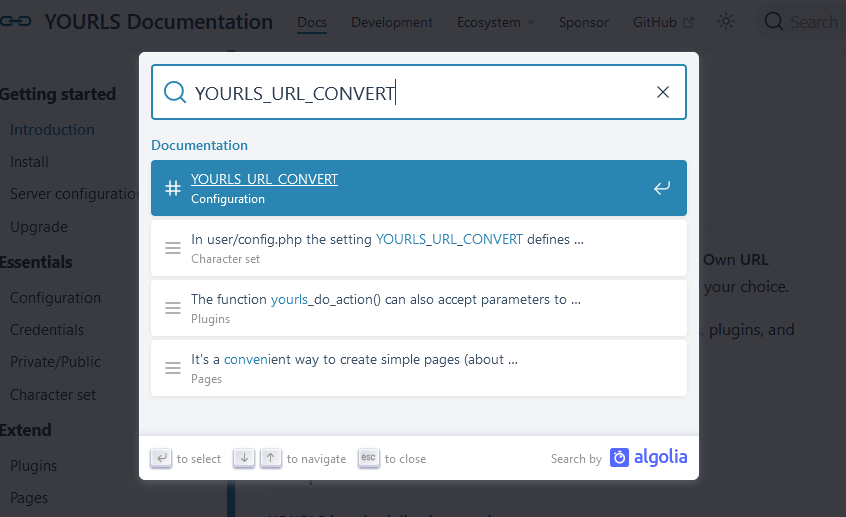 YOURLS Documentation Docs Development Ecosystem Sponsor GitHub Search
YOURLS_URL_CONVERT
Getting started
Introduction
Install
Server configuration
Upgrade
Essentials
Configuration
Credentials
Private/Public
Character set
Extend
Plugins
Pages
Documentation
# YOURLS_URL_CONVERT
Configuration
In user/config.php the setting YOURLS_URL_CONVERT defines ...
Character set
The function yourls_do_action() can also accept parameters to ...
Plugins
It's a convenient way to create simple pages (about ...
Pages
to select to navigate esc to close Search by algolia
Own URL
your choice.
, plugins, and